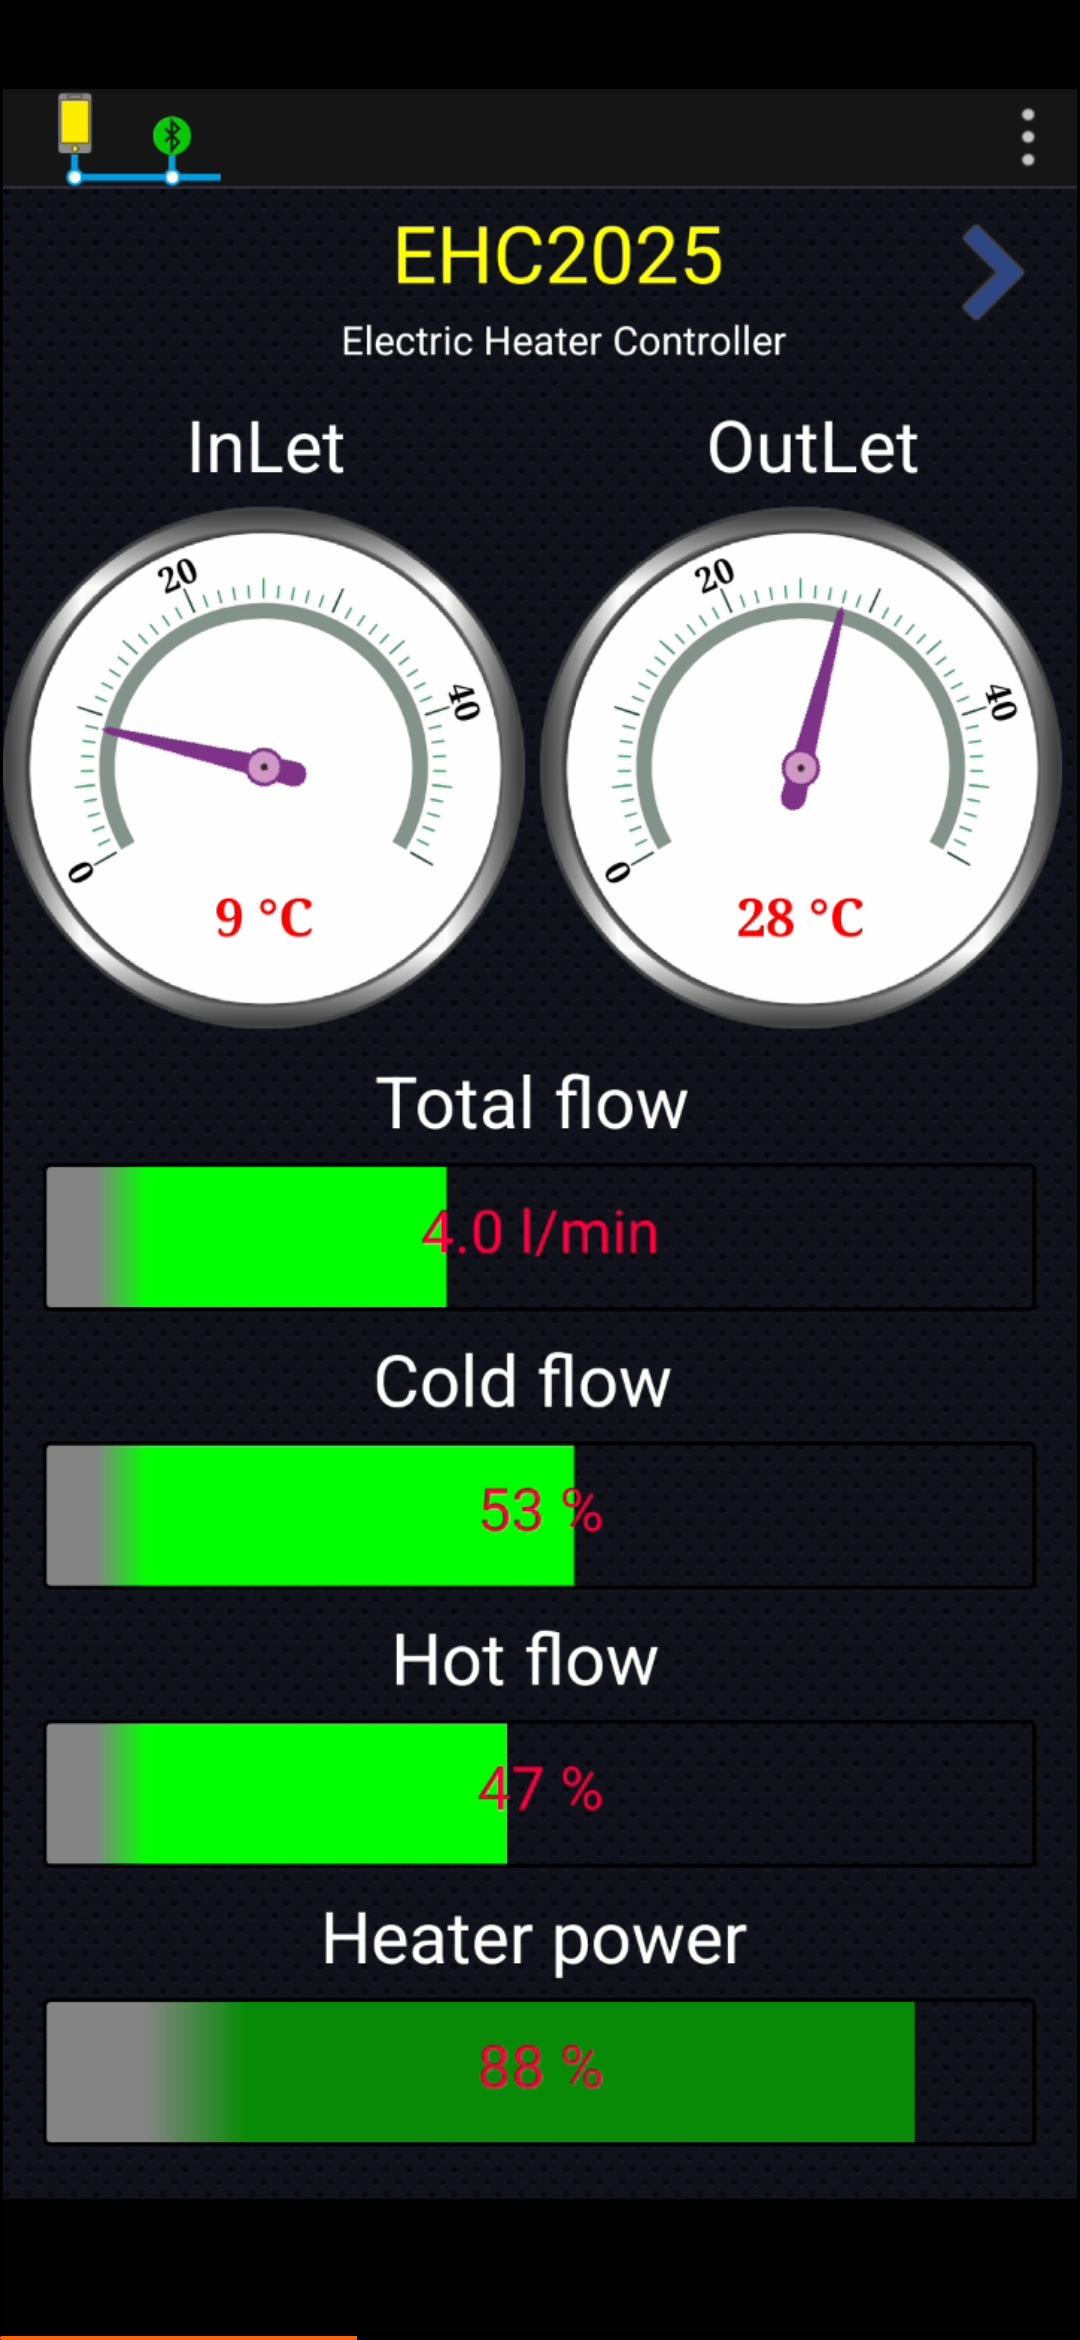 EHC2025
Electric Heater Controller
InLet
OutLet
0
20
40
9 °C
0
20
40
28 °C
Total flow
4.0 l/min
Cold flow
53 %
Hot flow
47 %
Heater power
88 %